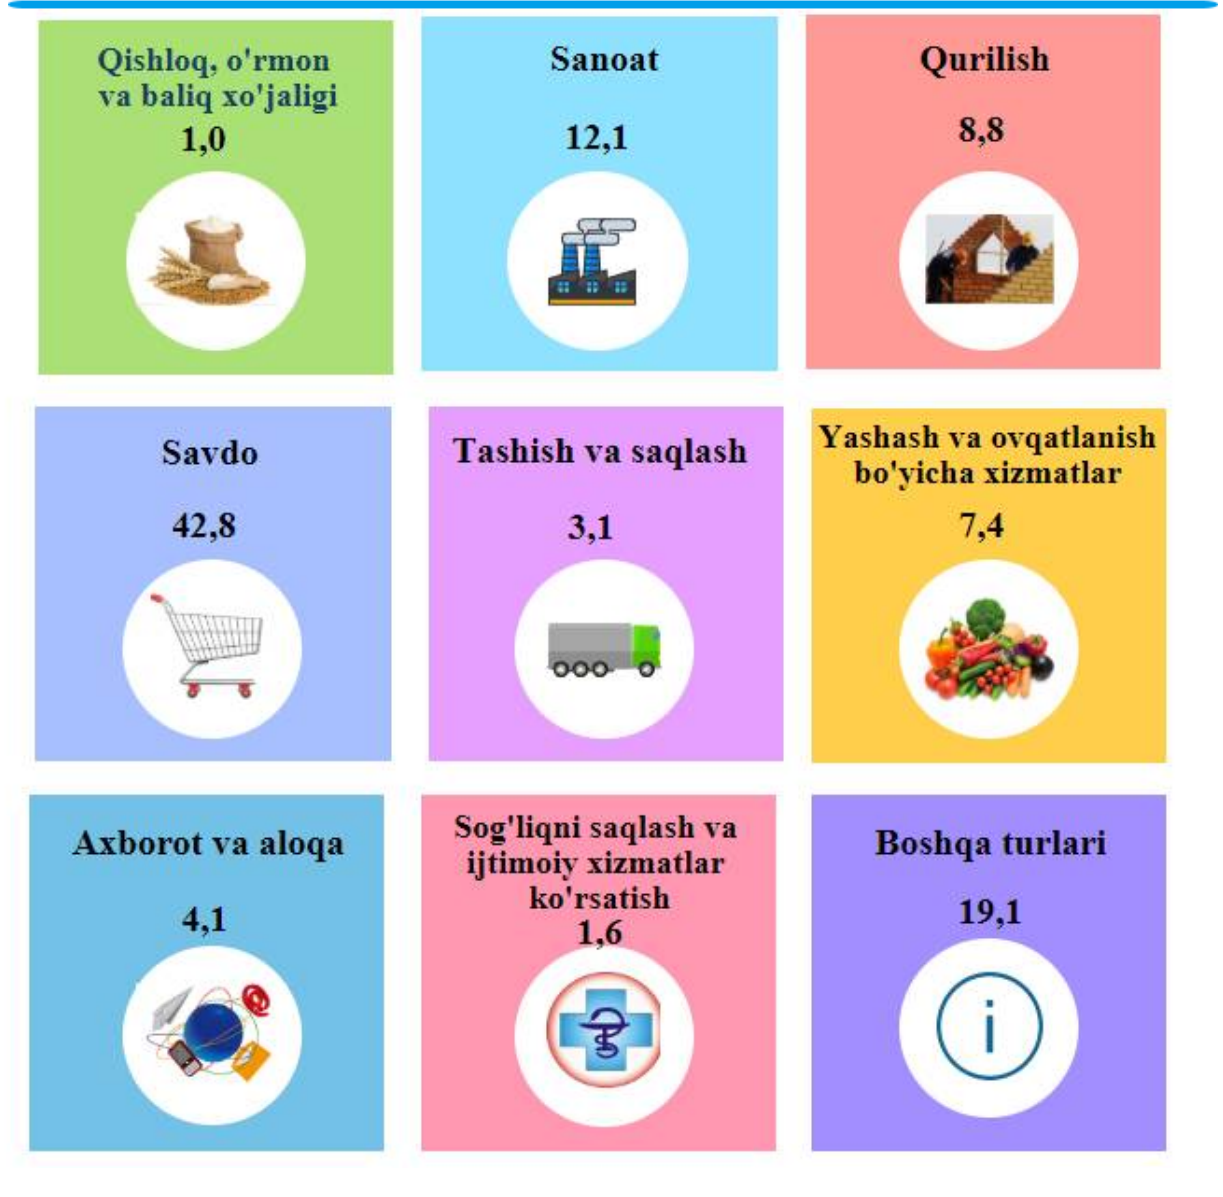 Qishloq, o'rmon
va baliq xo'jaligi
1,0
Sanoat
12,1
Qurilish
8,8
Savdo
42,8
Tashish va saqlash
3,1
Yashash va ovqatlanish
bo'yicha xizmatlar
7,4
Axborot va aloqa
4,1
Sog'liqni saqlash va
ijtimoiy xizmatlar
ko'rsatish
1,6
Boshqa turlari
19,1
i